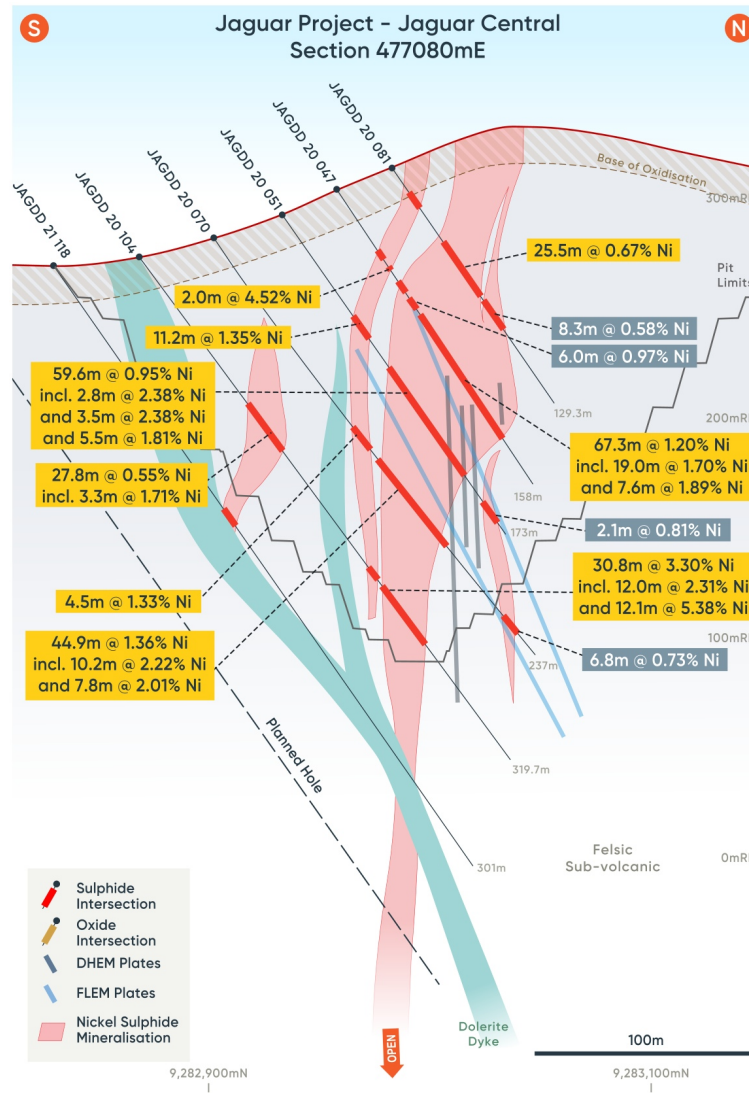 S
Jaguar Project - Jaguar Central
Section 477080mE
N
JAGDD 21 118
JAGDD 20 104
JAGDD 20 070
JAGDD 20 051
JAGDD 20 047
JAGDD 20 081
Base of Oxidisation
300mR
Pit
Limits
25.5m @ 0.67% Ni
2.0m @ 4.52% Ni
11.2m @ 1.35% Ni
8.3m @ 0.58% Ni
6.0m @ 0.97% Ni
59.6m @ 0.95% Ni
incl. 2.8m @ 2.38% Ni
and 3.5m @ 2.38% Ni
and 5.5m @ 1.81% Ni
129.3m
200mR
67.3m @ 1.20% Ni
incl. 19.0m @ 1.70% Ni
and 7.6m @ 1.89% Ni
27.8m @ 0.55% Ni
incl. 3.3m @ 1.71% Ni
158m
173m
2.1m @ 0.81% Ni
30.8m @ 3.30% Ni
incl. 12.0m @ 2.31% Ni
and 12.1m @ 5.38% Ni
4.5m @ 1.33% Ni
44.9m @ 1.36% Ni
incl. 10.2m @ 2.22% Ni
and 7.8m @ 2.01% Ni
100mR
6.8m @ 0.73% Ni
237m
Planned Hole
319.7m
301m
Felsic
Sub-volcanic
0mR
Sulphide
Intersection
Oxide
Intersection
DHEM Plates
FLEM Plates
Nickel Sulphide
Mineralisation
OPEN
Dolerite
Dyke
100m
9,282,900mN
9,283,100mN